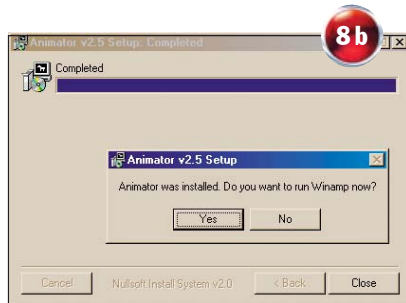 8b
Animator v2.5 Setup: Completed
Completed
Animator v2.5 Setup
Animator was installed. Do you want to run Winamp now?
Yes
No
Cancel
Nullsoft Install System v2.0
< Back
Close